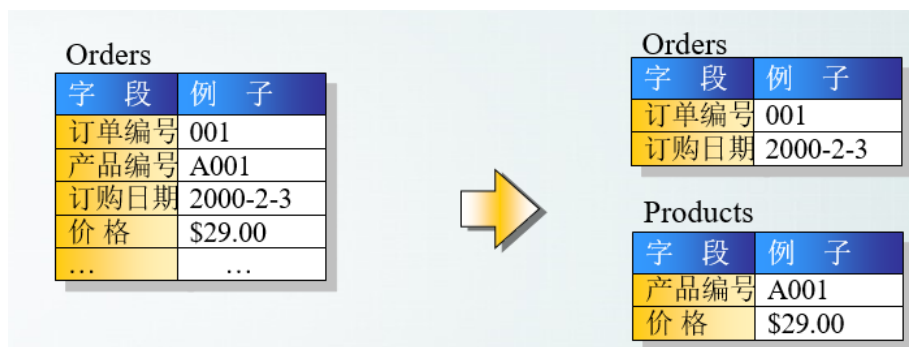 Orders
字 段 例 子
订单编号 001
产品编号 A001
订购日期 2000-2-3
价 格 $29.00
… …
Orders
字 段 例 子
订单编号 001
订购日期 2000-2-3
Products
字 段 例 子
产品编号 A001
价 格 $29.00